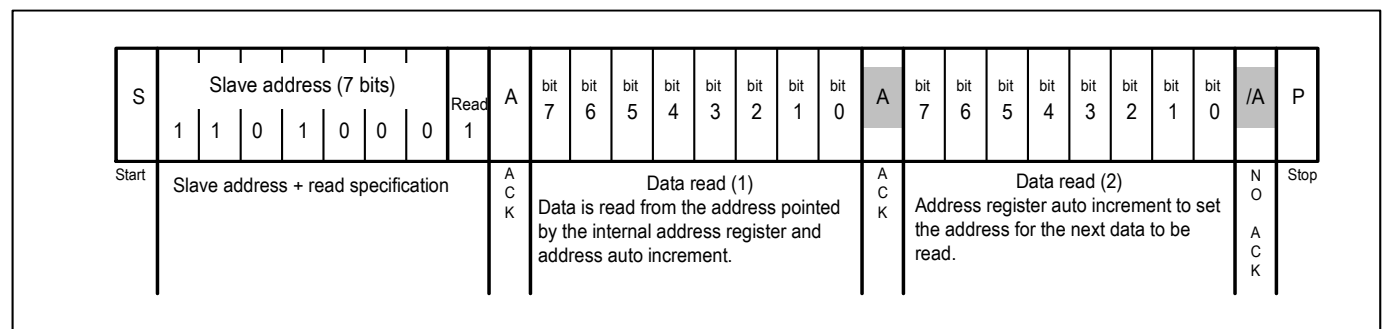 S Slave address (7 bits) Read A bit bit bit bit bit bit bit bit A bit bit bit bit bit bit bit bit /A P
1 1 0 1 0 0 0 1 7 6 5 4 3 2 1 0 7 6 5 4 3 2 1 0
Start Slave address + read specification
A
C
K
Data read (1)
Data is read from the address pointed
by the internal address register and
address auto increment.
A
C
K
Data read (2)
Address register auto increment to set
the address for the next data to be
read.
N
O
A
C
K
Stop